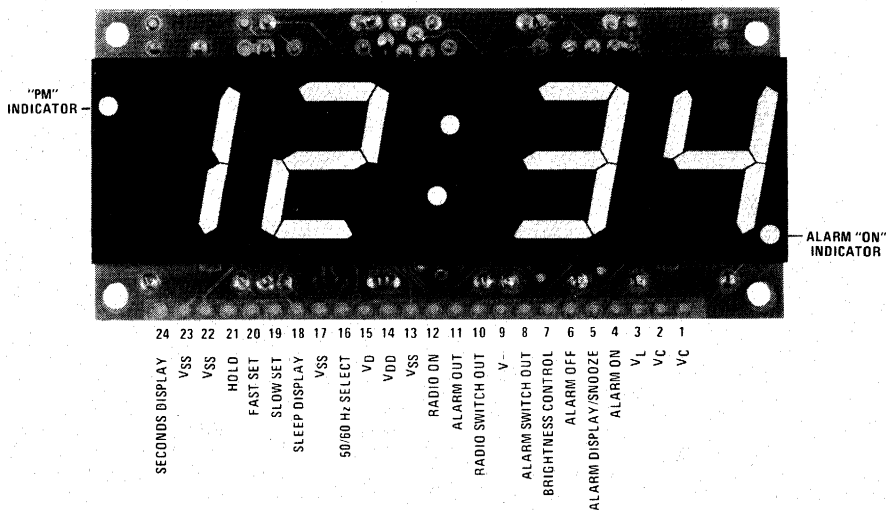 "PM"
INDICATOR
12:34
ALARM "ON"
INDICATOR
24 23 22 21 20 19 18 17 16 15 14 13 12 11 10 9 8 7 6 5 4 3 2 1
SECONDS DISPLAY
VSS
VSS
HOLD
FAST SET
SLOW SET
SLEEP DISPLAY
VSS
50/60 Hz SELECT
VD
VDD
VSS
RADIO ON
ALARM OUT
RADIO SWITCH OUT
V−
ALARM SWITCH OUT
BRIGHTNESS CONTROL
ALARM OFF
ALARM DISPLAY/SNOOZE
ALARM ON
VL
VC
VC